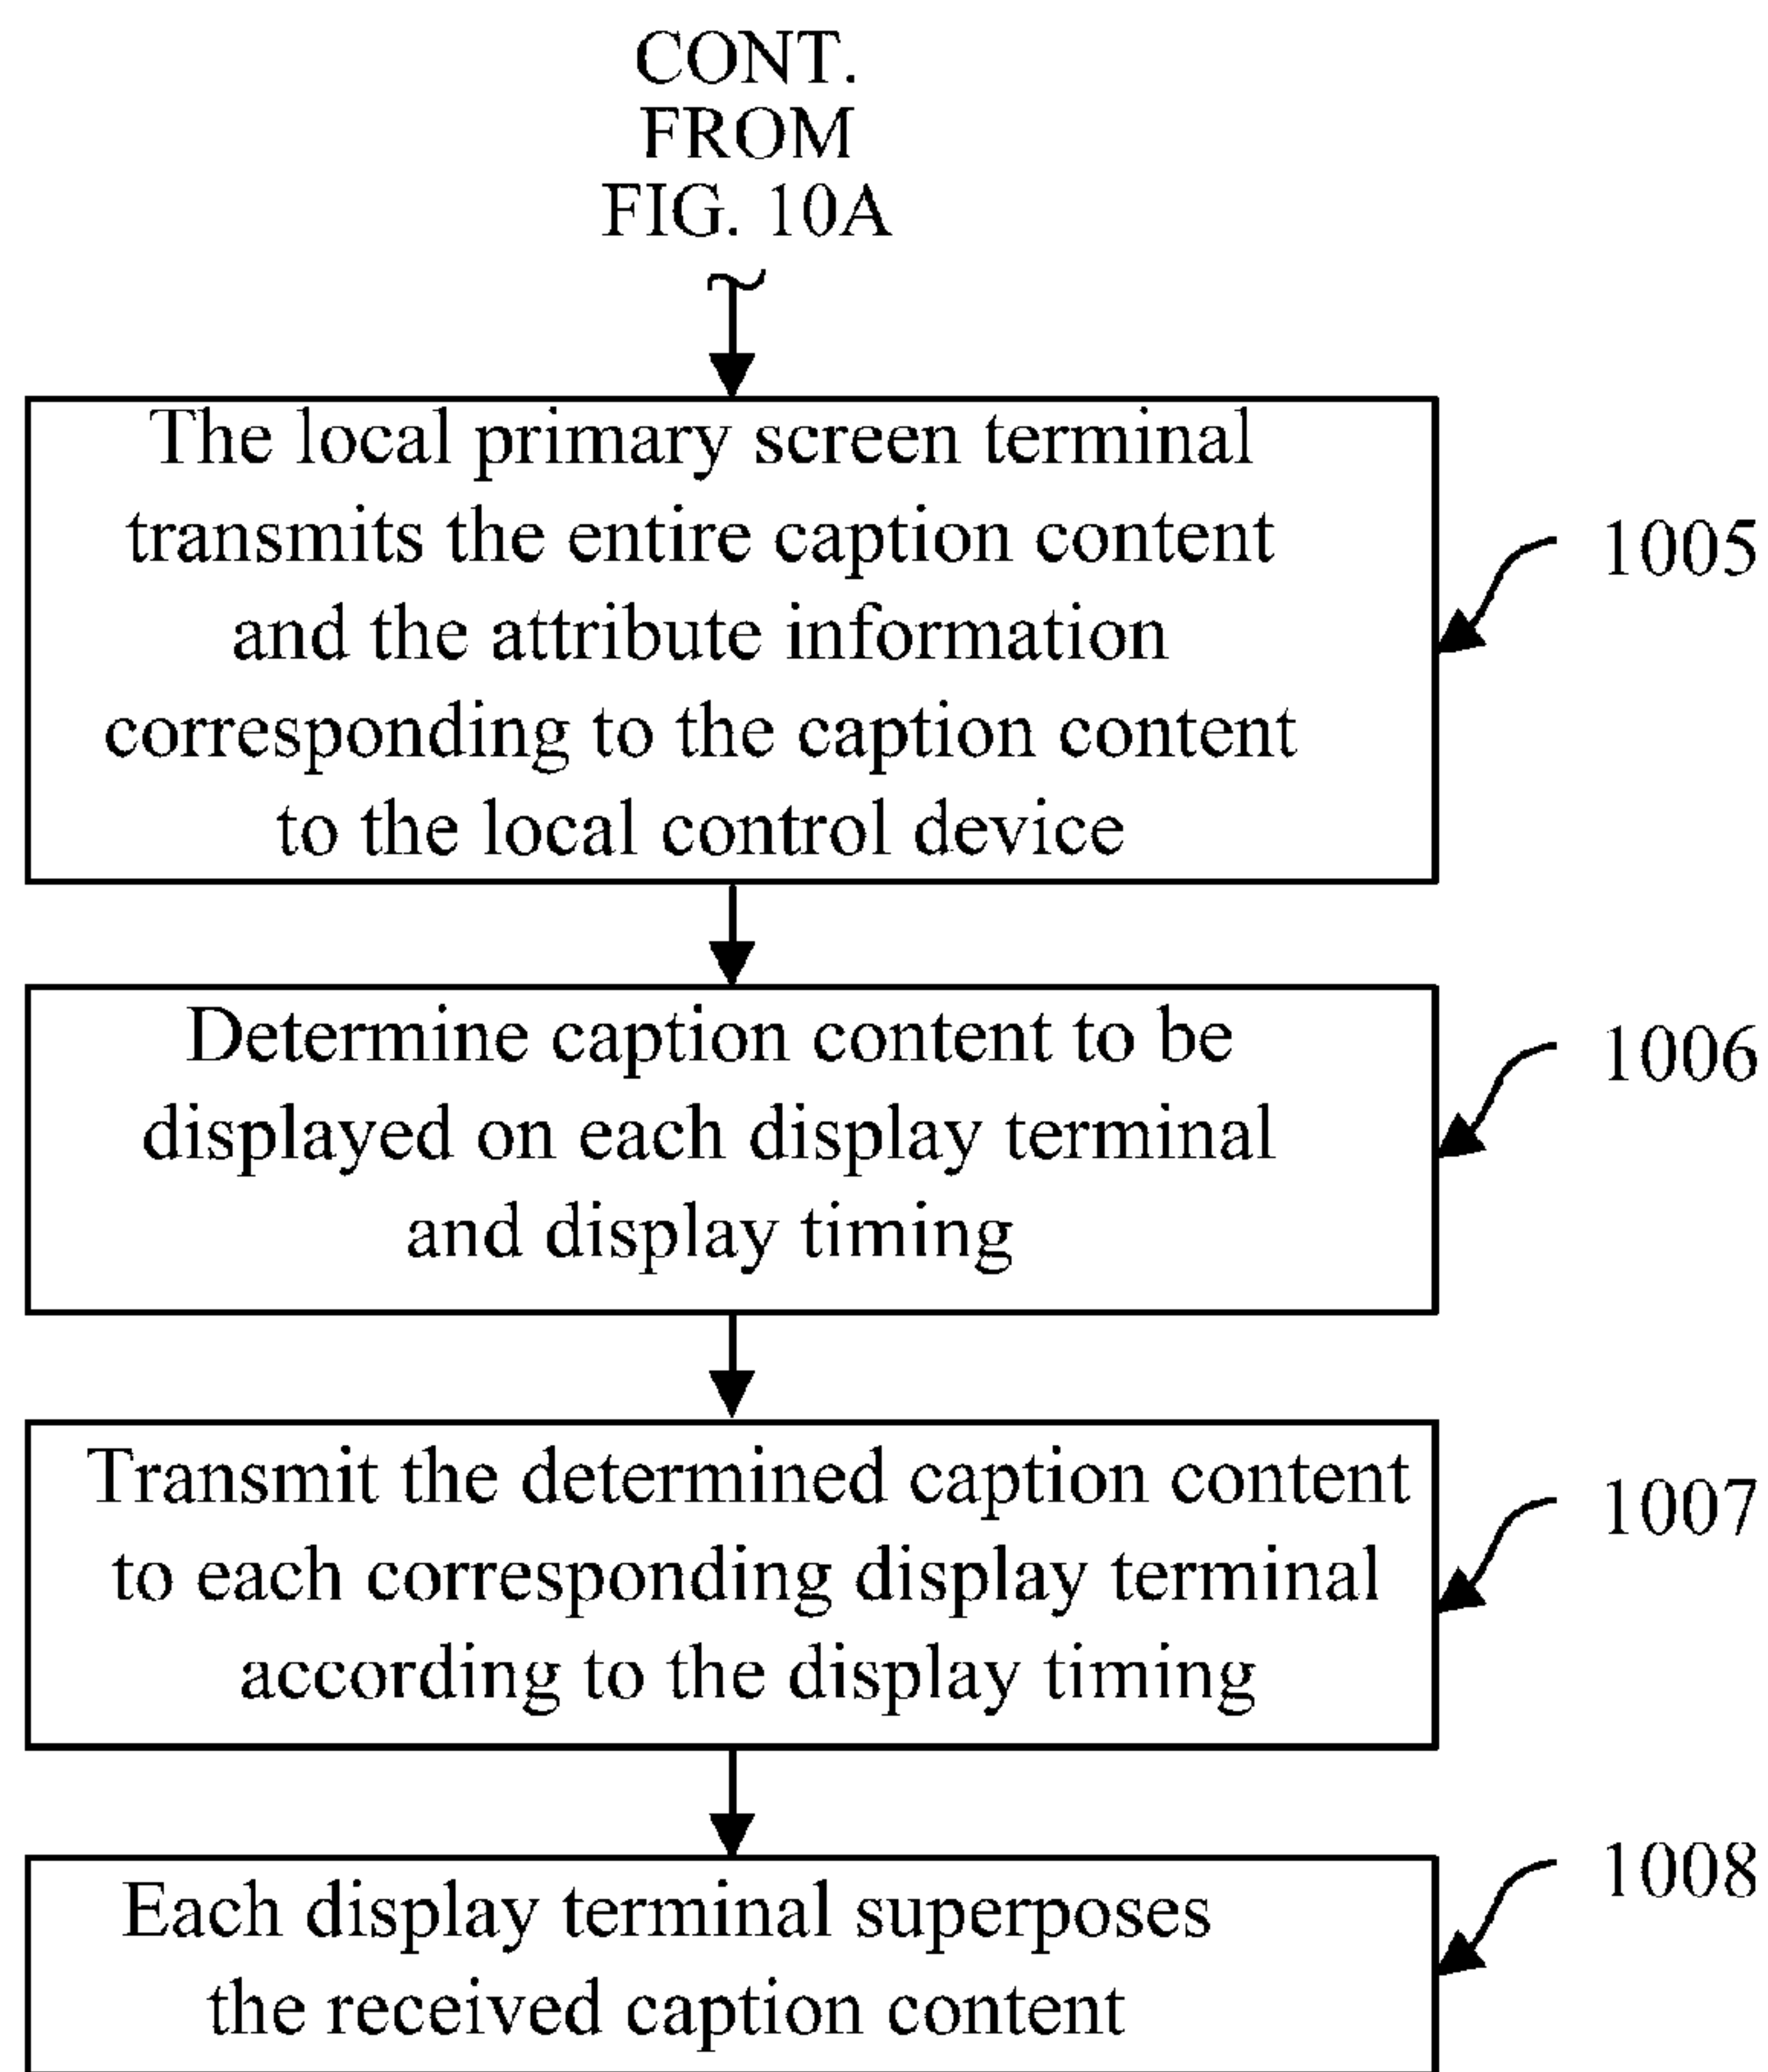 CONT.
FROM
FIG. 10A
The local primary screen terminal
transmits the entire caption content
and the attribute information
corresponding to the caption content
to the local control device
1005
Determine caption content to be
displayed on each display terminal
and display timing
1006
Transmit the determined caption content
to each corresponding display terminal
according to the display timing
1007
Each display terminal superposes
the received caption content
1008